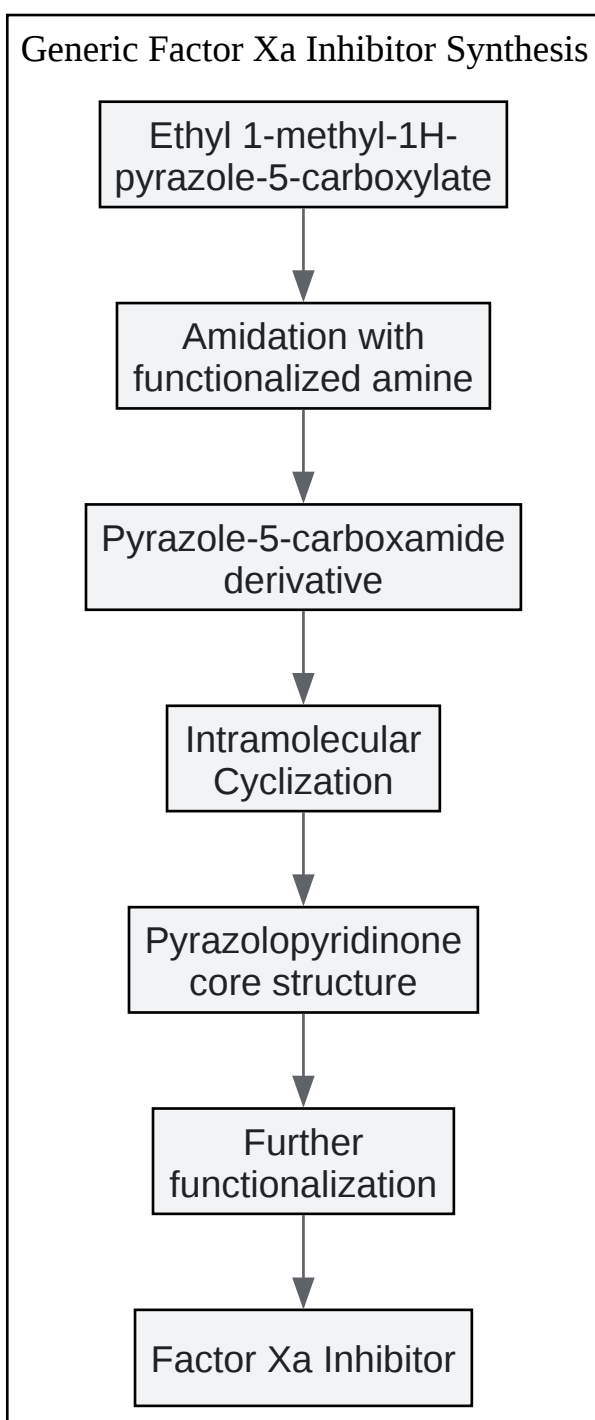 Generic Factor Xa Inhibitor Synthesis
Ethyl 1-methyl-1H-
pyrazole-5-carboxylate
Amidation with
functionalized amine
Pyrazole-5-carboxamide
derivative
Intramolecular
Cyclization
Pyrazolopyridinone
core structure
Further
functionalization
Factor Xa Inhibitor